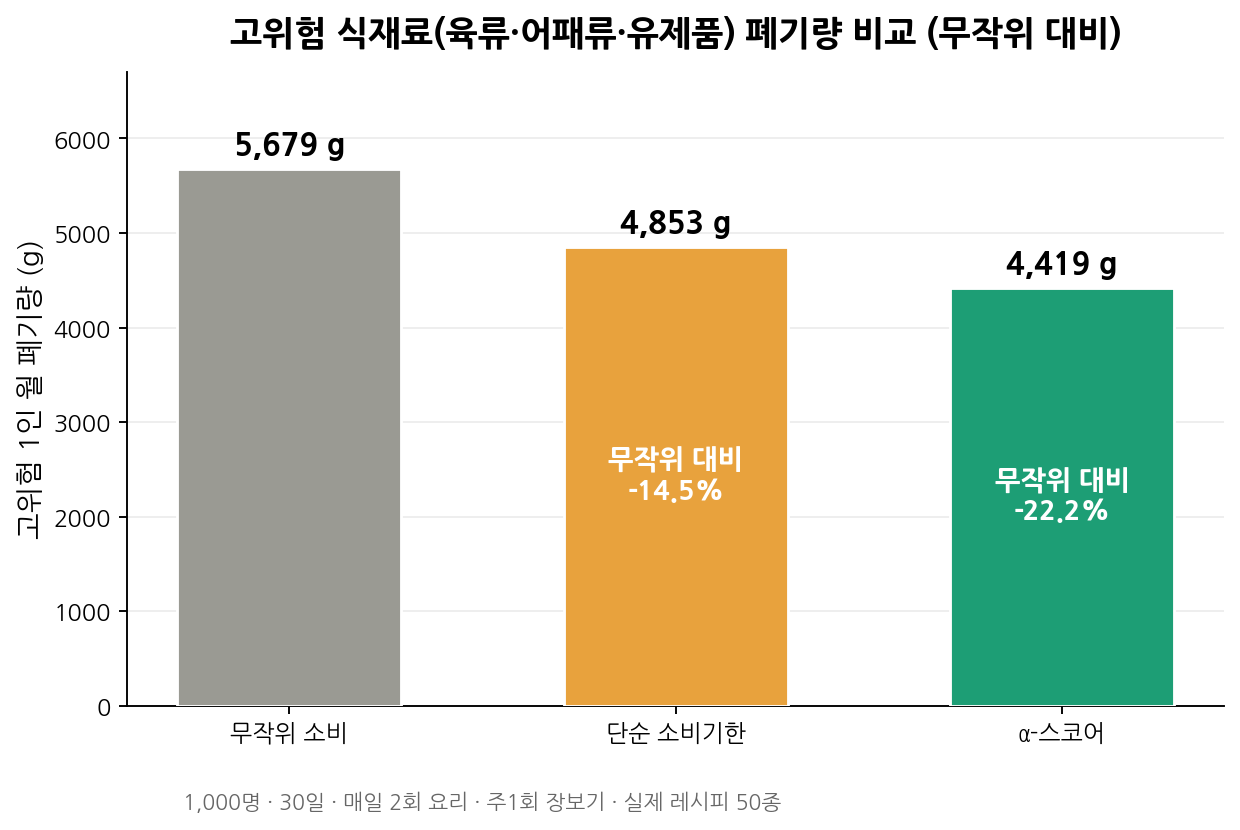 고위험 식재료(육류·어패류·유제품) 폐기량 비교 (무작위 대비)
고위험 1인 월 폐기량 (g)
6000
5000
4000
3000
2000
1000
0
5,679 g
4,853 g
4,419 g
무작위 대비
-14.5%
무작위 대비
-22.2%
무작위 소비
단순 소비기한
α-스코어
1,000명 · 30일 · 매일 2회 요리 · 주1회 장보기 · 실제 레시피 50종